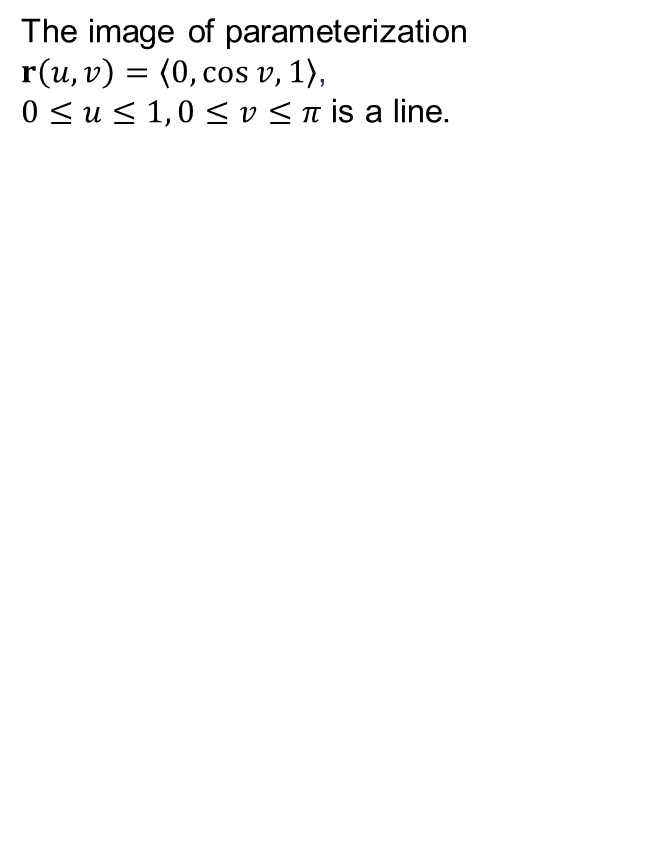 The image of parameterization
𝐫(𝑢, 𝑣) = ⟨0, cos 𝑣, 1⟩,
0 ≤ 𝑢 ≤ 1, 0 ≤ 𝑣 ≤ 𝜋 is a line.